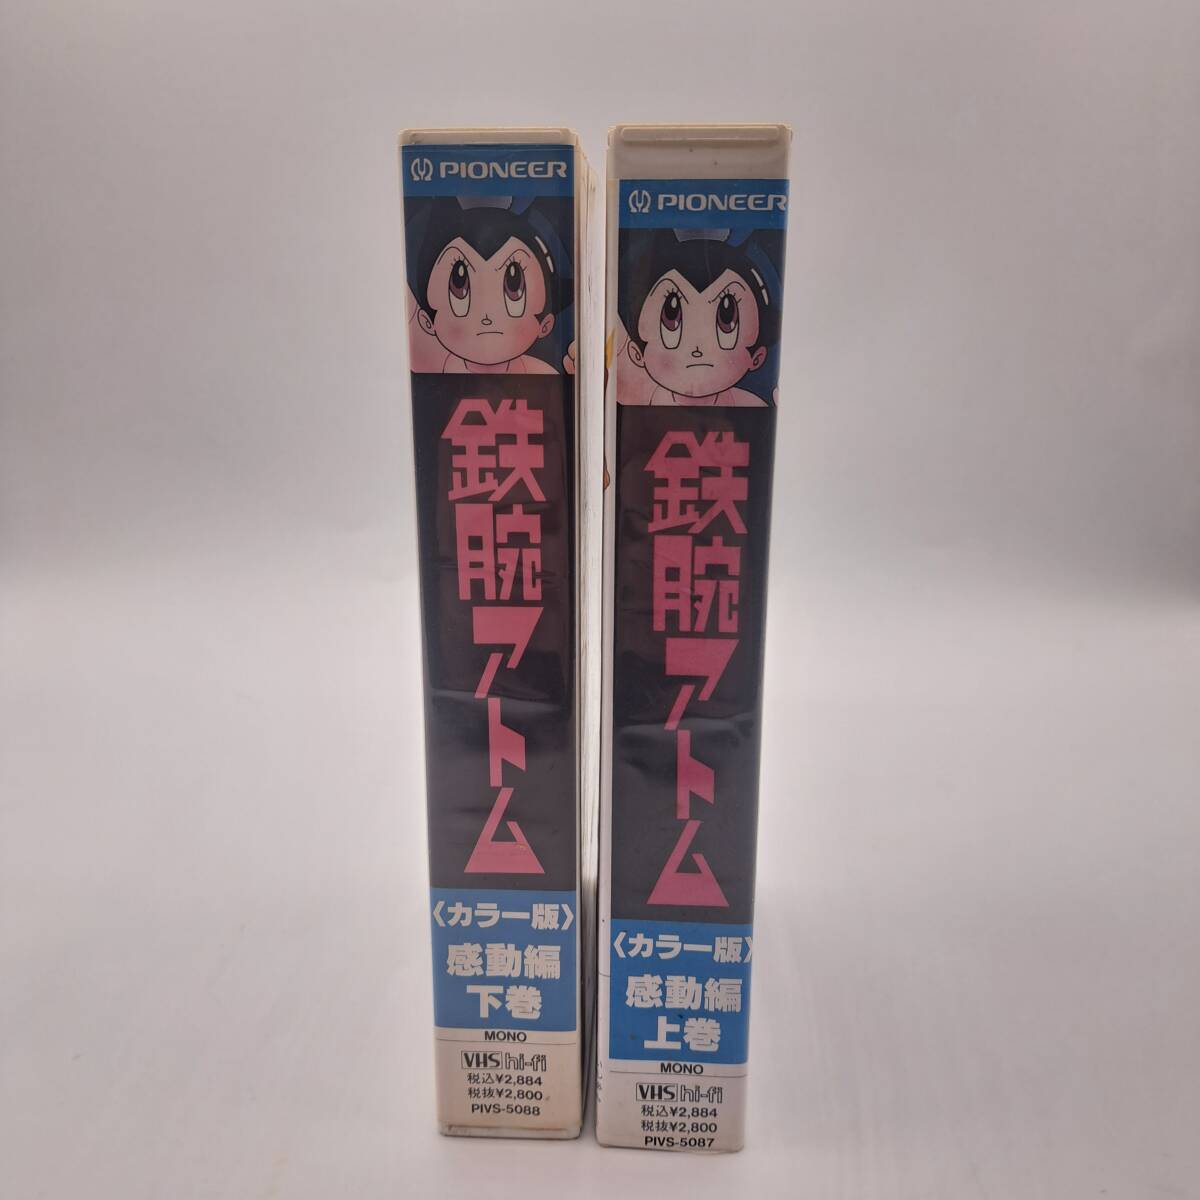 PIONEER
鉄腕アトム
〈カラー版〉
感動編
下巻
MONO
VHS hi-fi
税込¥2,884
税抜¥2,800
PIVS-5088
PIONEER
鉄腕アトム
〈カラー版〉
感動編
上巻
MONO
VHS hi-fi
税込¥2,884
税抜¥2,800
PIVS-5087